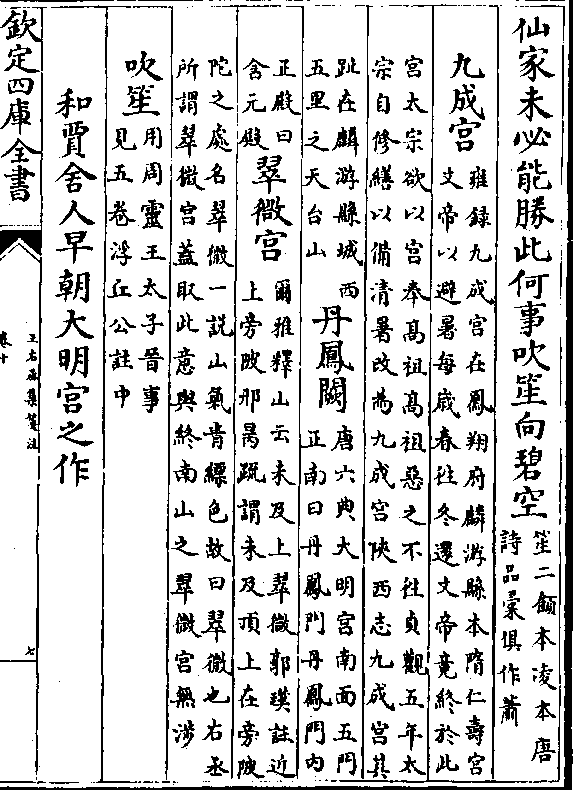 仙家未必能勝此何事吹笙向碧空
笙二顧本凌本唐
詩品彙俱作蕭
九成宮
雍錄九成宮在鳳翔府麟游縣本隋仁壽宮
文帝以避暑每歲春往冬還文帝竟終於此
宮太宗欲以宮奉髙祖髙祖惡之不往貞觀五年太
宗自修繕以備清暑改為九成宮陜西志九成宮其
趾在麟游縣城西
五里之天台山
丹鳳闕
唐六典大明宮南面五門
正南曰丹鳳門丹鳳門内
正殿曰
含元殿
翠微宮
爾雅釋山云未及上翠微郭璞註近
上旁陂邢昺疏謂未及頂上在旁陂
陀之處名翠微一説山氣青縹色故曰翠微也右丞
所謂翠微宮蓋取此意與終南山之翠微宮無涉
吹笙
用周靈王太子晉事
見五卷浮丘公註中
和賈舍人早朝大明宮之作
欽定四庫全書
王右丞集箋注
卷十
七